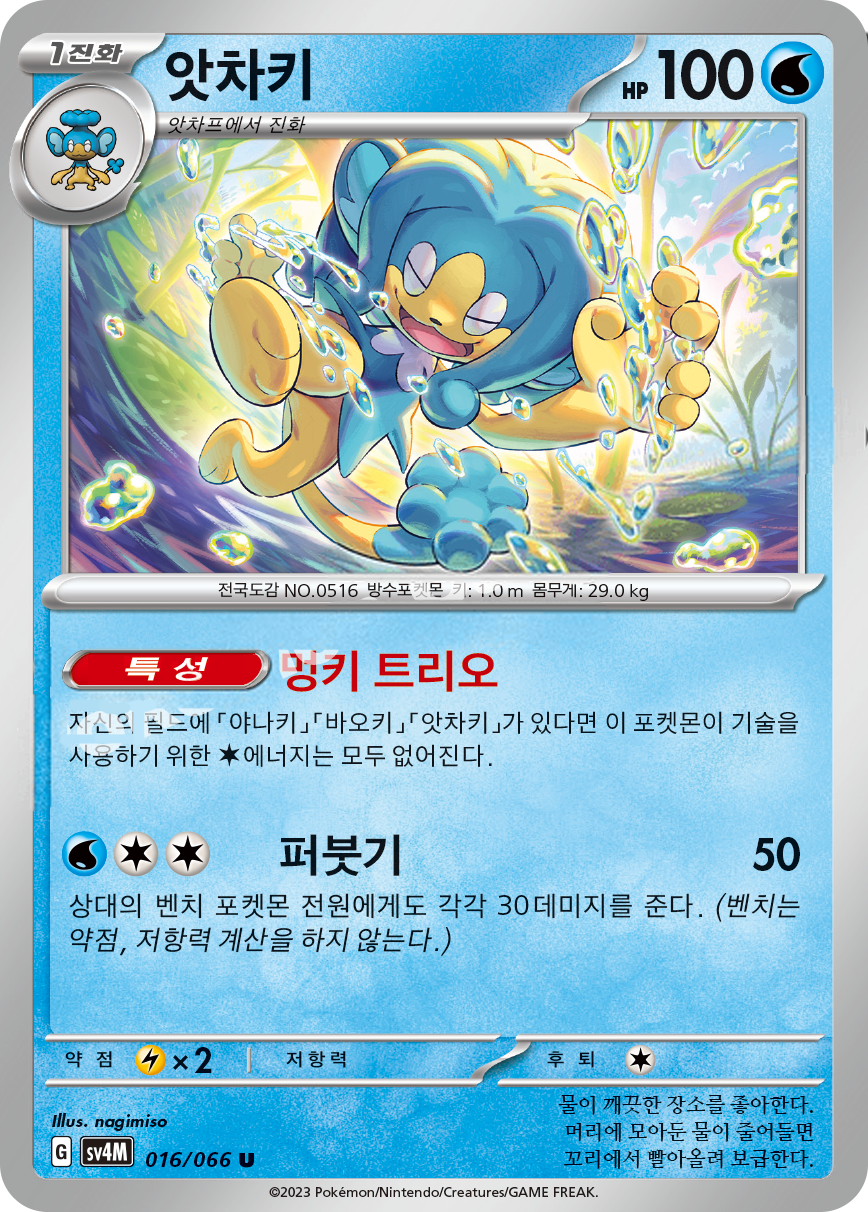 1진화
앗차키
HP 100
앗차프에서 진화
전국도감 NO.0516 방수포켓몬 키: 1.0 m 몸무게: 29.0 kg
특성 멍키 트리오
자신의 필드에 「야나키」 「바오키」 「앗차키」가 있다면 이 포켓몬이 기술을
사용하기 위한 에너지는 모두 없어진다.
퍼붓기 50
상대의 벤치 포켓몬 전원에게도 각각 30데미지를 준다. (벤치는
약점, 저항력 계산을 하지 않는다.)
약점 ×2 저항력 후퇴
Illus. nagimiso
G sv4M 016/066 U
물이 깨끗한 장소를 좋아한다.
머리에 모아둔 물이 줄어들면
꼬리에서 빨아올려 보급한다.
©2023 Pokémon/Nintendo/Creatures/GAME FREAK.